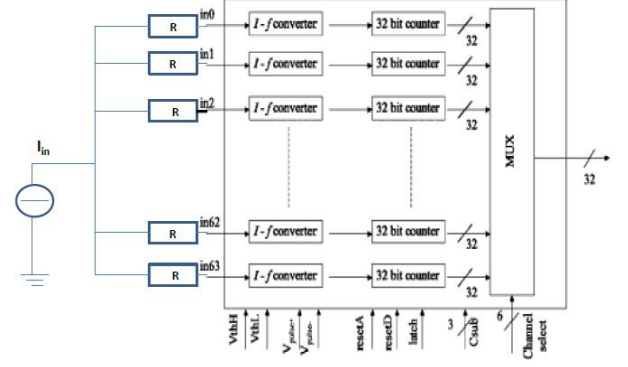 R in0 I-f converter 32 bit counter 32
R in1 I-f converter 32 bit counter 32
R in2 I-f converter 32 bit counter 32
Iin
MUX
32
R in62 I-f converter 32 bit counter 32
R in63 I-f converter 32 bit counter 32
VthH
VthL
Vpulse+
Vpulse-
resetA
resetD
latch
3
Csub
6
Channel
select